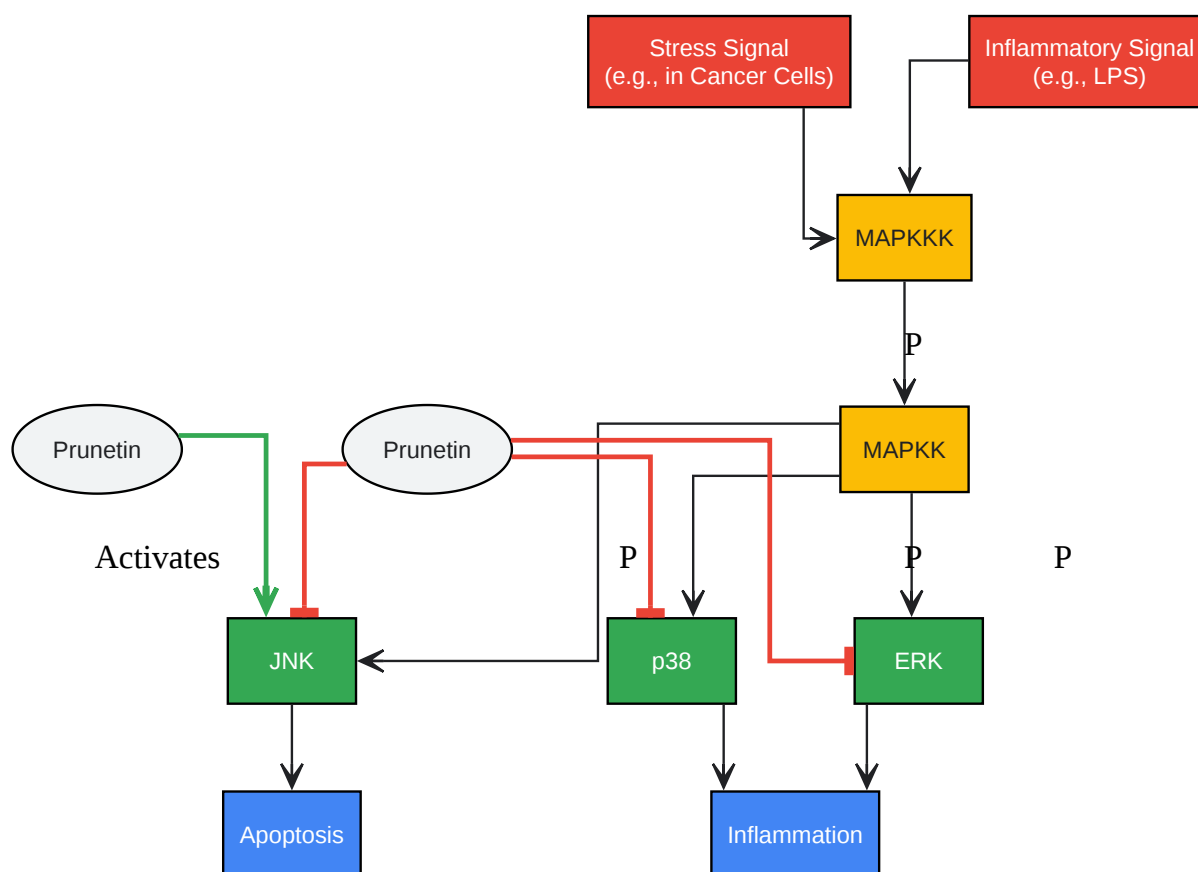 Stress Signal
(e.g., in Cancer Cells)
Inflammatory Signal
(e.g., LPS)
MAPKKK
P
Prunetin
Prunetin
MAPKK
Activates
P
P
P
JNK
p38
ERK
Apoptosis
Inflammation